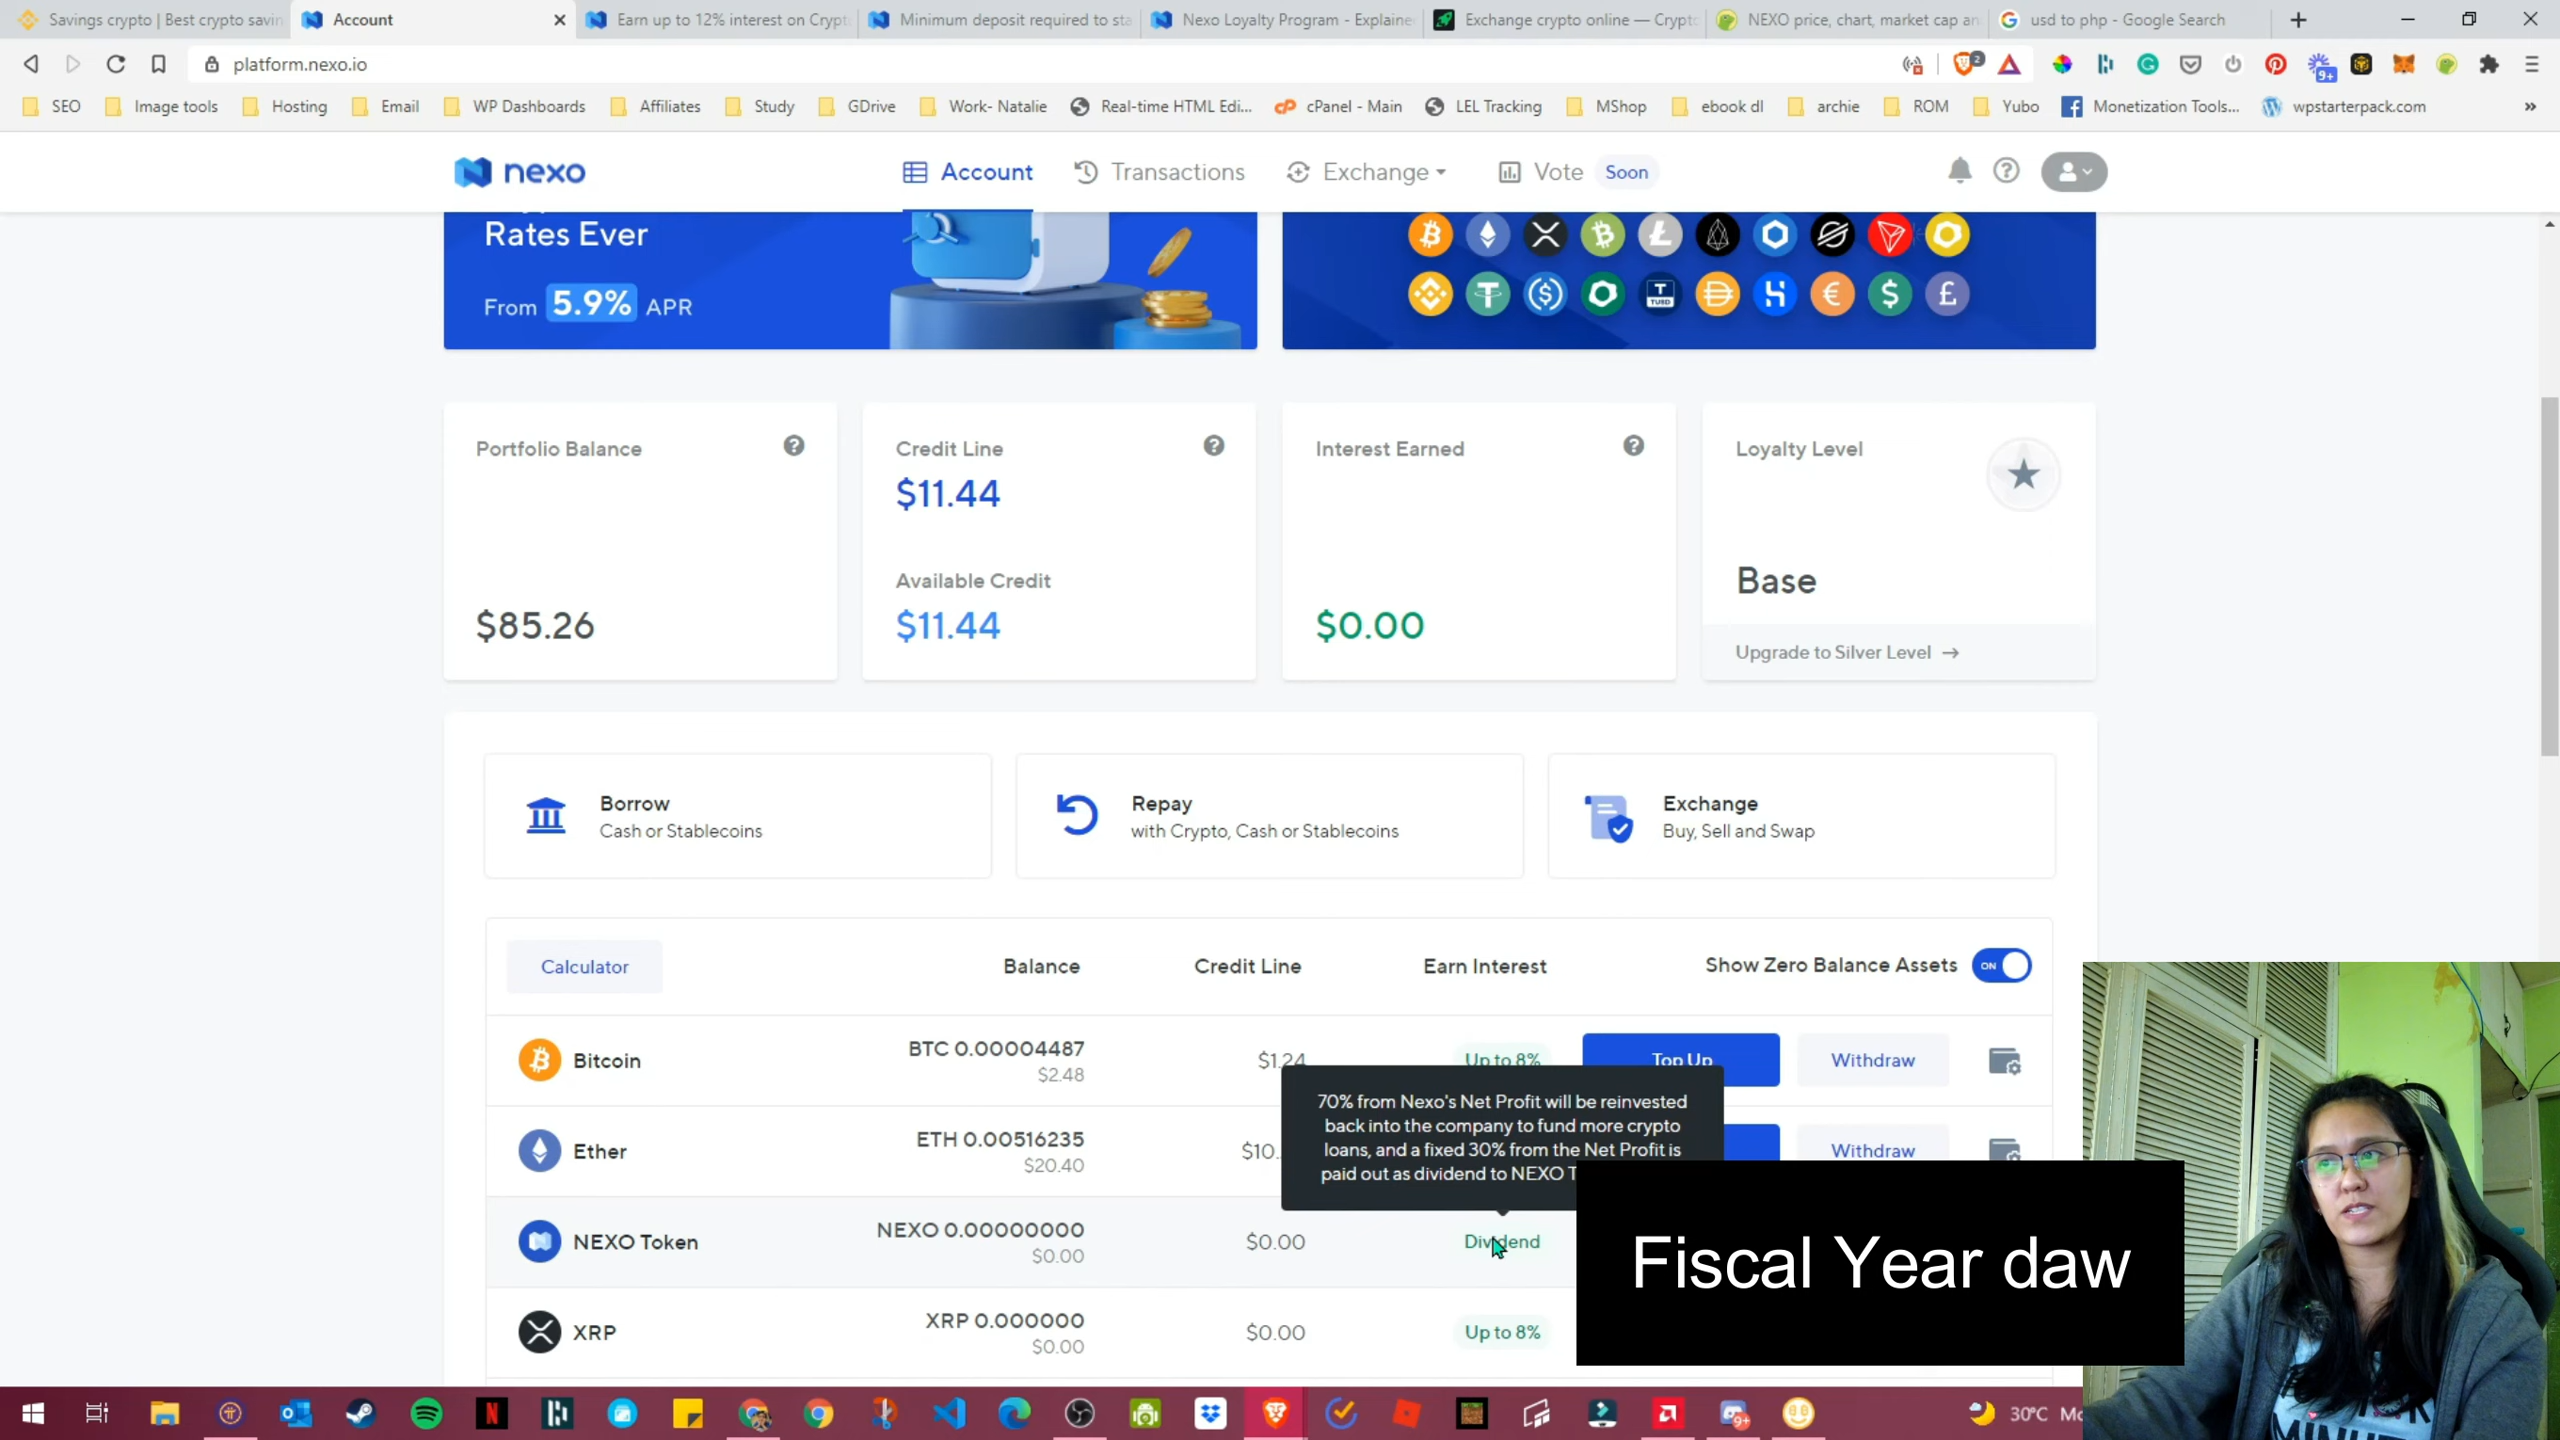 Savings crypto | Best crypto savin
Account
Earn up to 12% interest on Crypt
Minimum deposit required to sta
Nexo Loyalty Program - Explaine
Exchange crypto online — Crypto
NEXO price, chart, market cap an
usd to php - Google Search
platform.nexo.io
2
9+
SEO
Image tools
Hosting
Email
WP Dashboards
Affiliates
Study
GDrive
Work- Natalie
Real-time HTML Edi...
cPanel - Main
LEL Tracking
MShop
ebook dl
archie
ROM
Yubo
Monetization Tools...
wpstarterpack.com
nexo
Account
Transactions
Exchange
Vote
Soon
Rates Ever
From 5.9% APR
Portfolio Balance
$85.26
Credit Line
$11.44
Available Credit
$11.44
Interest Earned
$0.00
Loyalty Level
Base
Upgrade to Silver Level →
Borrow
Cash or Stablecoins
Repay
with Crypto, Cash or Stablecoins
Exchange
Buy, Sell and Swap
Calculator
Balance
Credit Line
Earn Interest
Show Zero Balance Assets
ON
Bitcoin
BTC 0.00004487
$2.48
$1.24
Up to 8%
Top Up
Withdraw
70% from Nexo's Net Profit will be reinvested
back into the company to fund more crypto
loans, and a fixed 30% from the Net Profit is
paid out as dividend to NEXO T
Ether
ETH 0.00516235
$20.40
$10.
Withdraw
NEXO Token
NEXO 0.00000000
$0.00
$0.00
Dividend
Fiscal Year daw
XRP
XRP 0.000000
$0.00
$0.00
Up to 8%
30°C